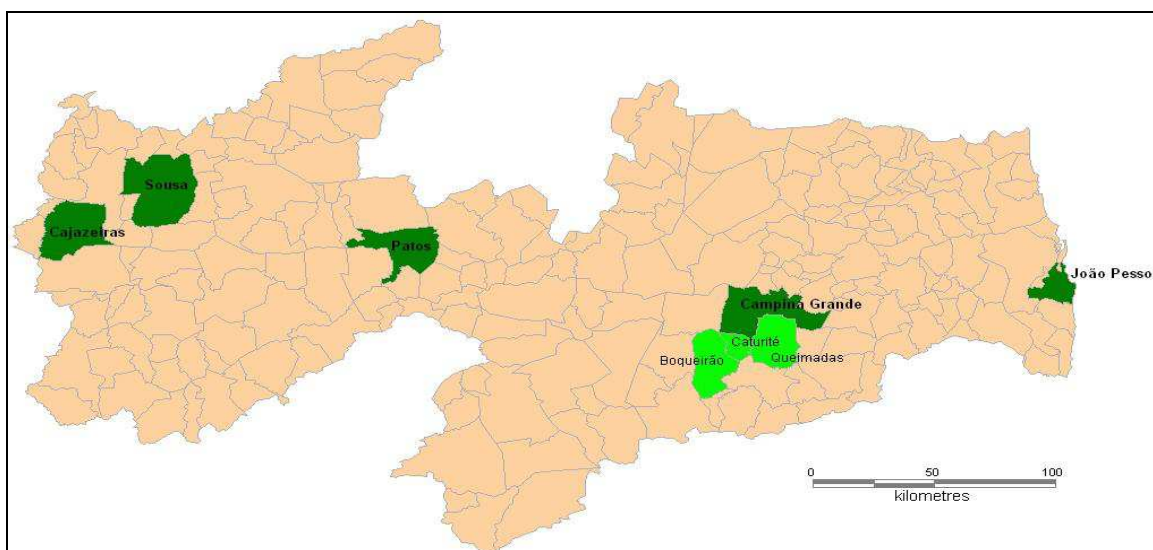 Sousa
Cajazeiras
Patos
João Pesso
Campina Grande
Caturité
Boqueirão
Queimadas
0 50 100
kilometres